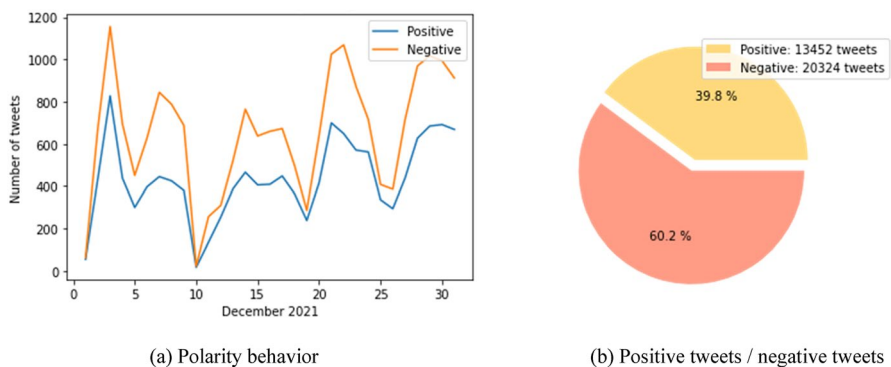 1200
1000
800
600
400
200
0
Number of tweets
Positive
Negative
0 5 10 15 20 25 30
December 2021
(a) Polarity behavior
Positive: 13452 tweets
Negative: 20324 tweets
39.8 %
60.2 %
(b) Positive tweets / negative tweets